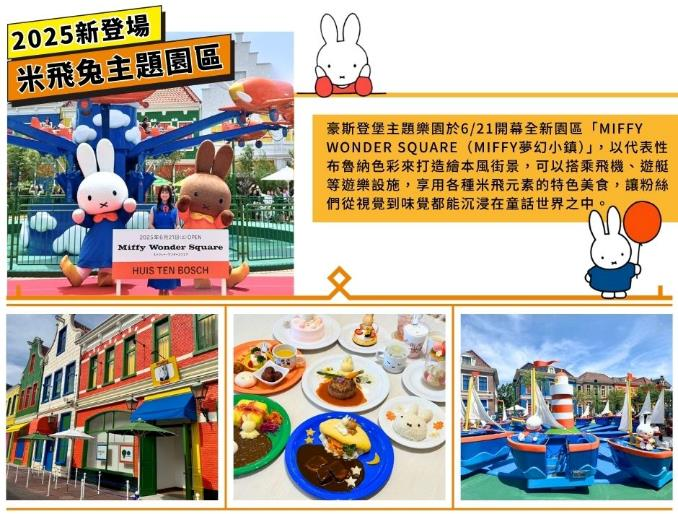 2025新登場
米飛兔主題園區
豪斯登堡主題樂園於6/21開幕全新園區「MIFFY
WONDER SQUARE（MIFFY夢幻小鎮）」，以代表性
布魯納色彩來打造繪本風街景，可以搭乘飛機、遊艇
等遊樂設施，享用各種米飛元素的特色美食，讓粉絲
們從視覺到味覺都能沉浸在童話世界之中。
2025年6月21日(土)OPEN
Miffy Wonder Square
HUIS TEN BOSCH